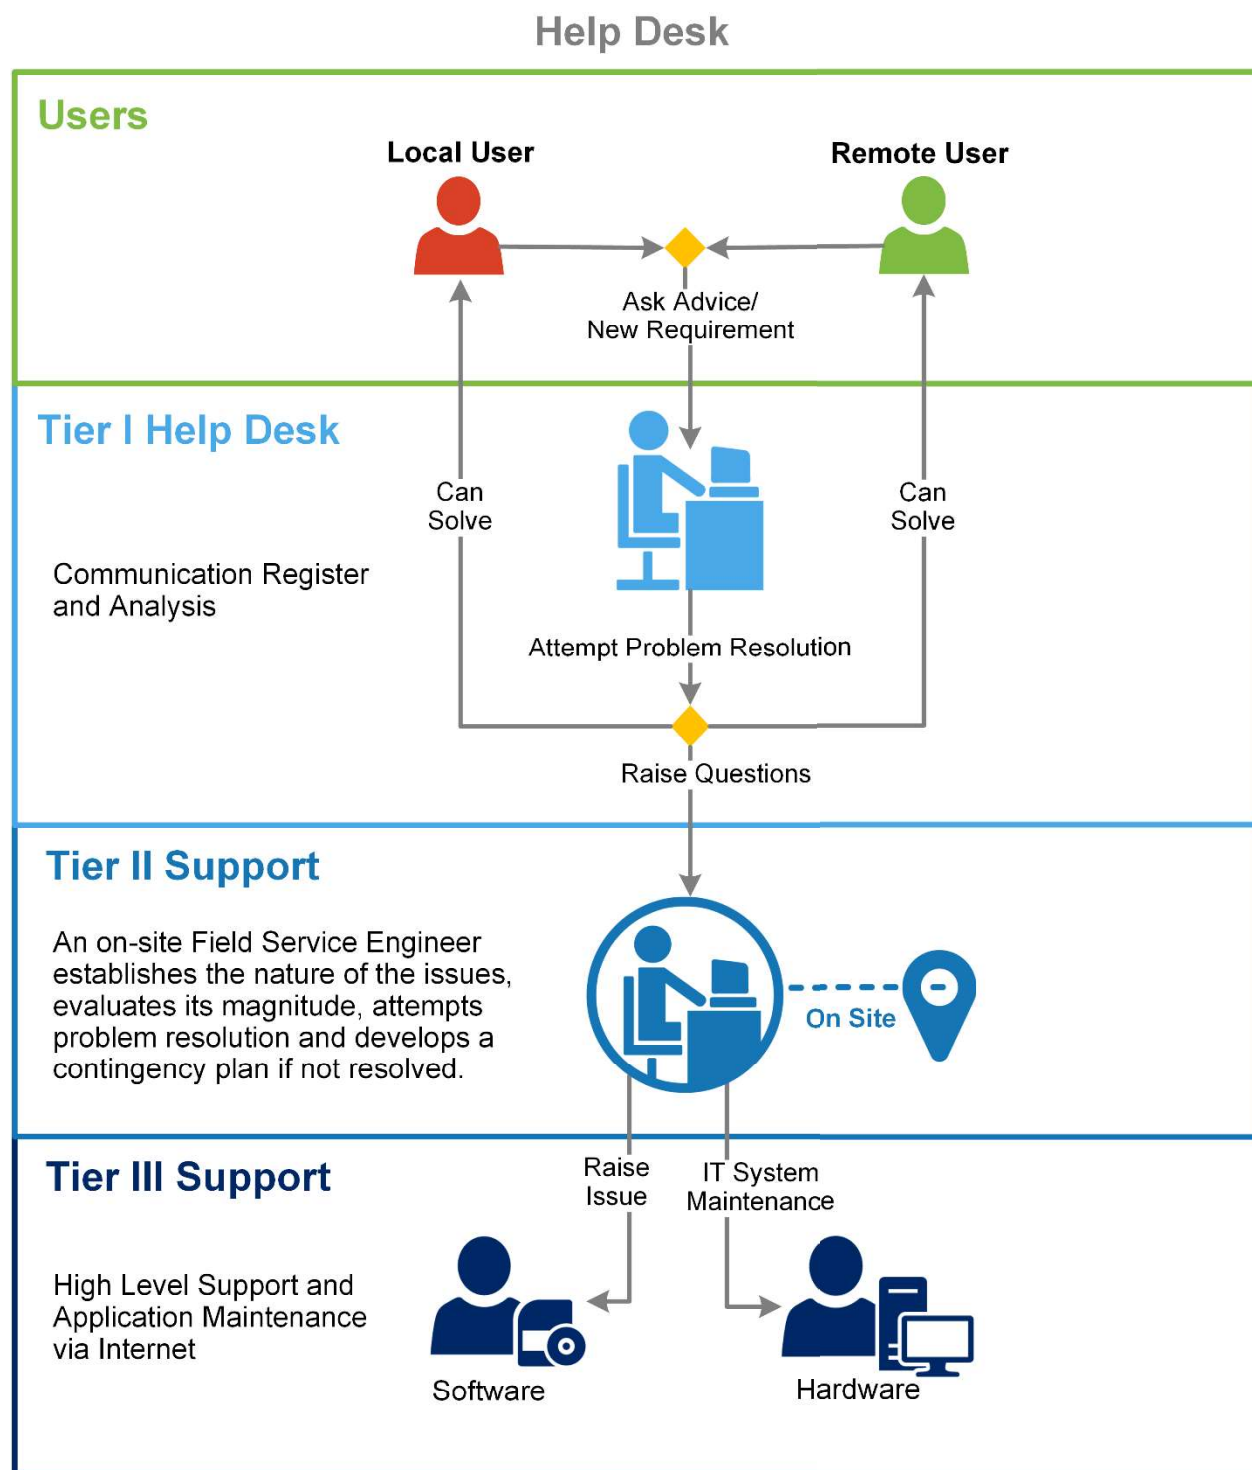 Help Desk
Users
Local User
Remote User
Ask Advice/
New Requirement
Tier I Help Desk
Can
Solve
Can
Solve
Communication Register
and Analysis
Attempt Problem Resolution
Raise Questions
Tier II Support
An on-site Field Service Engineer
establishes the nature of the issues,
evaluates its magnitude, attempts
problem resolution and develops a
contingency plan if not resolved.
On Site
Tier III Support
Raise
Issue
IT System
Maintenance
High Level Support and
Application Maintenance
via Internet
Software
Hardware